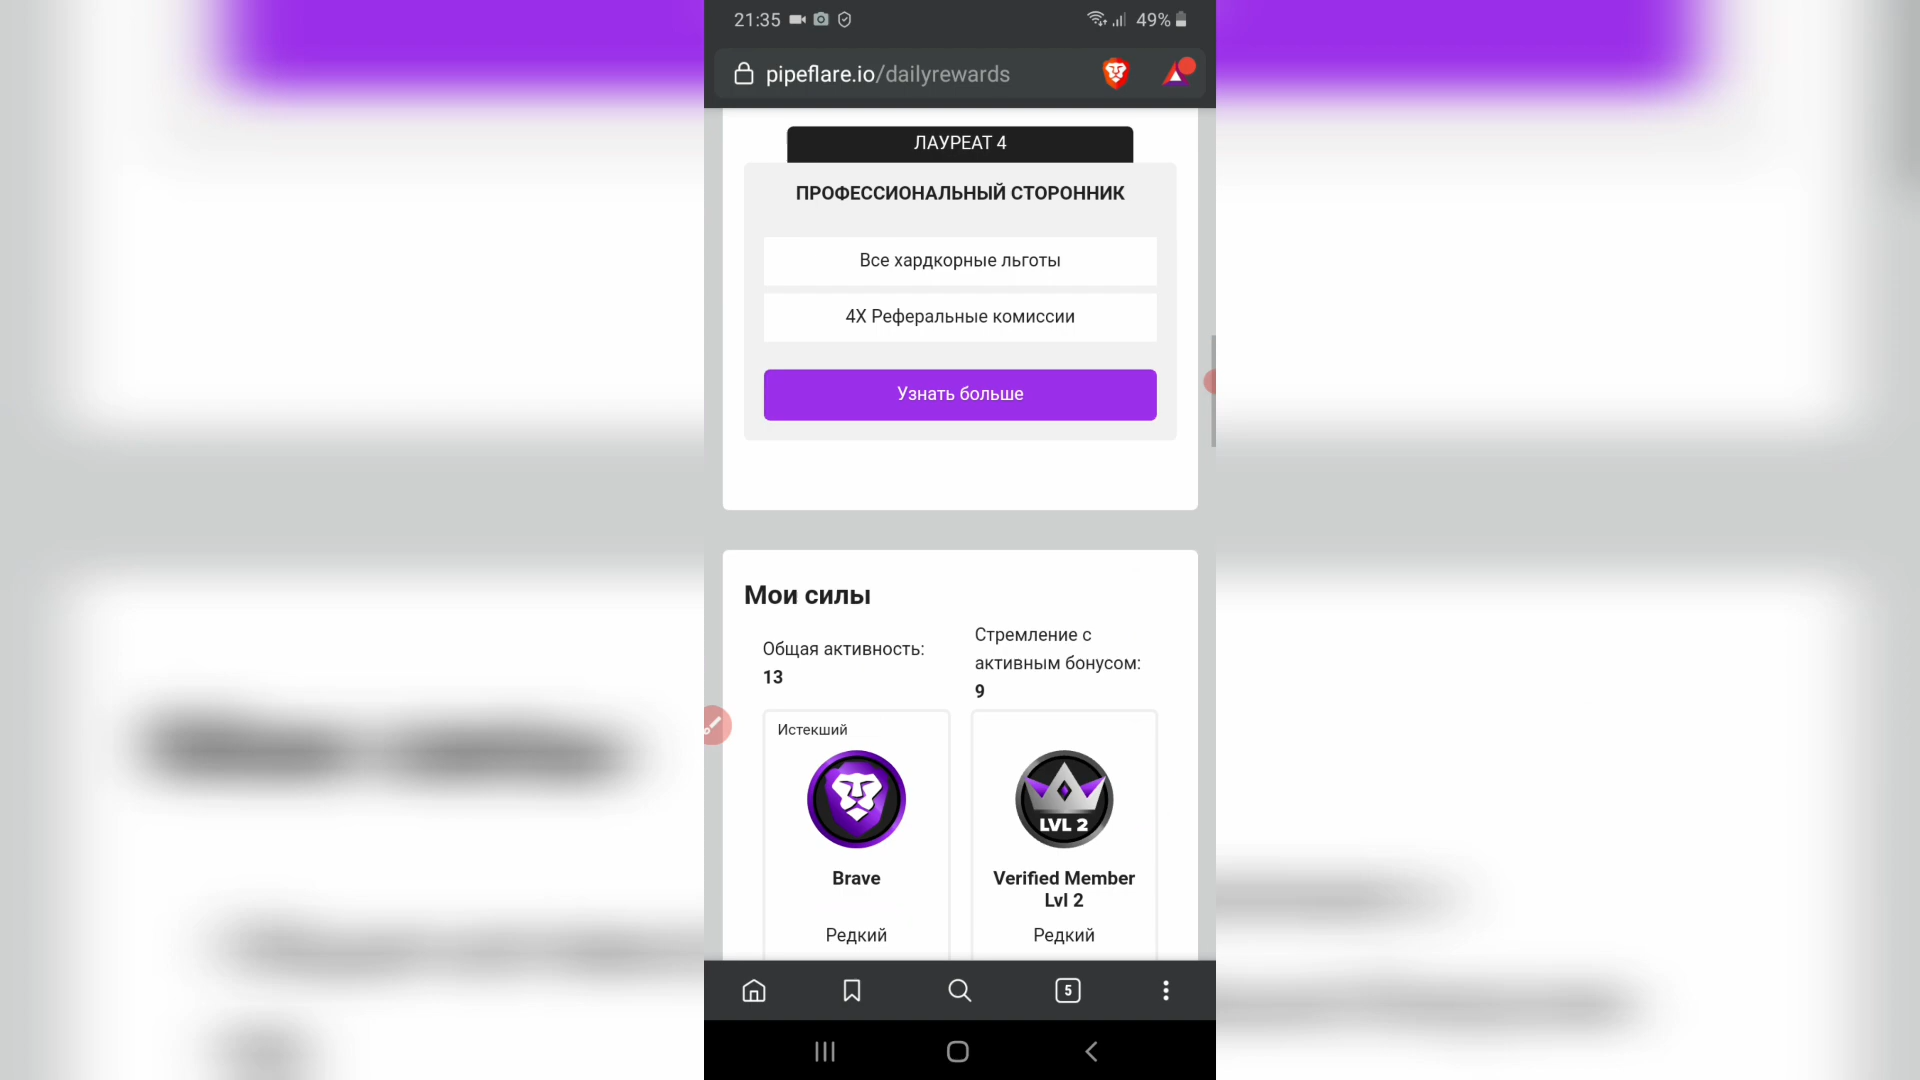 21:35 49%
pipeflare.io/dailyrewards
ЛАУРЕАТ 4
ПРОФЕССИОНАЛЬНЫЙ СТОРОННИК
Все хардкорные льготы
4X Реферальные комиссии
Узнать больше
Мои силы
Общая активность:
13
Стремление с
активным бонусом:
9
Истекший
Brave
Редкий
LVL 2
Verified Member
Lvl 2
Редкий
5